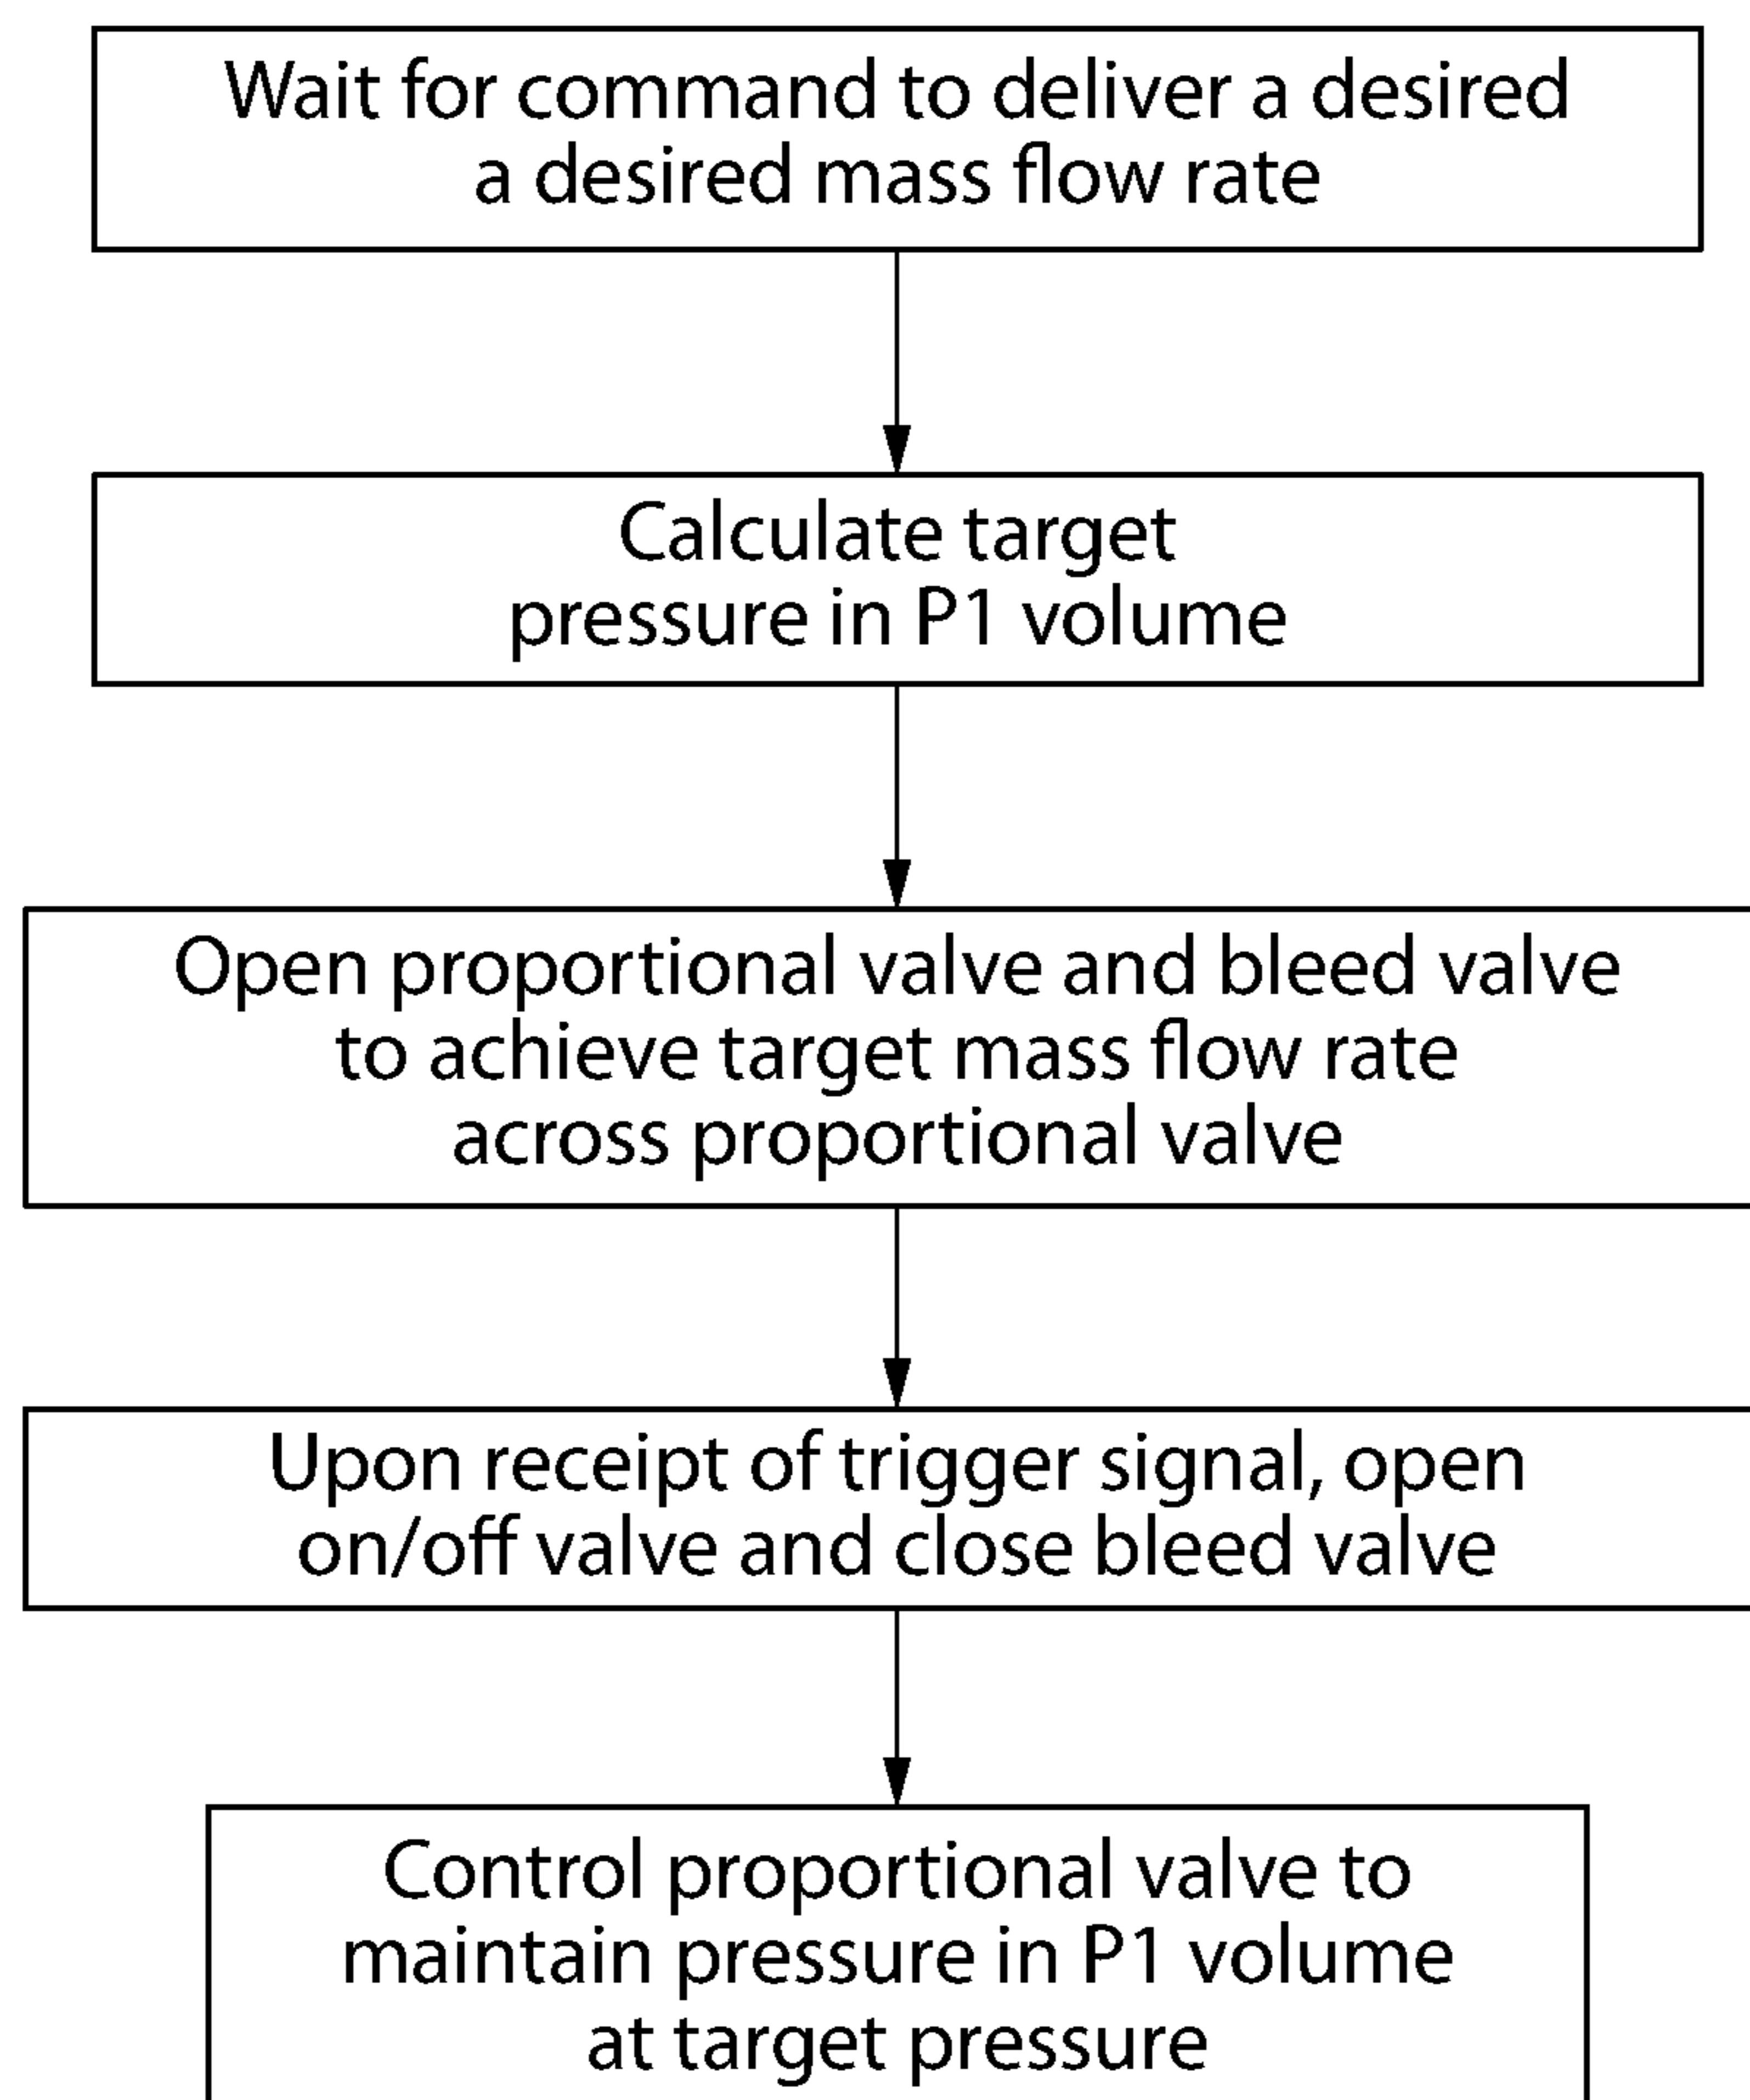 Wait for command to deliver a desired
a desired mass flow rate
Calculate target
pressure in P1 volume
Open proportional valve and bleed valve
to achieve target mass flow rate
across proportional valve
Upon receipt of trigger signal, open
on/off valve and close bleed valve
Control proportional valve to
maintain pressure in P1 volume
at target pressure